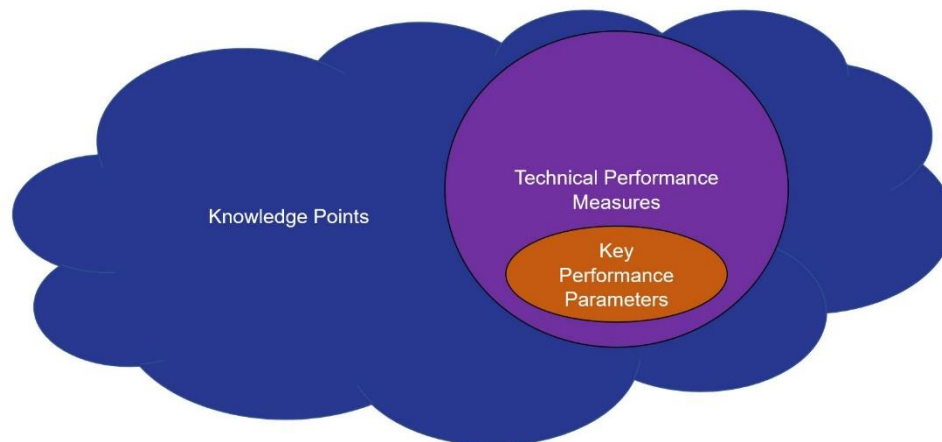 Knowledge Points
Technical Performance
Measures
Key
Performance
Parameters